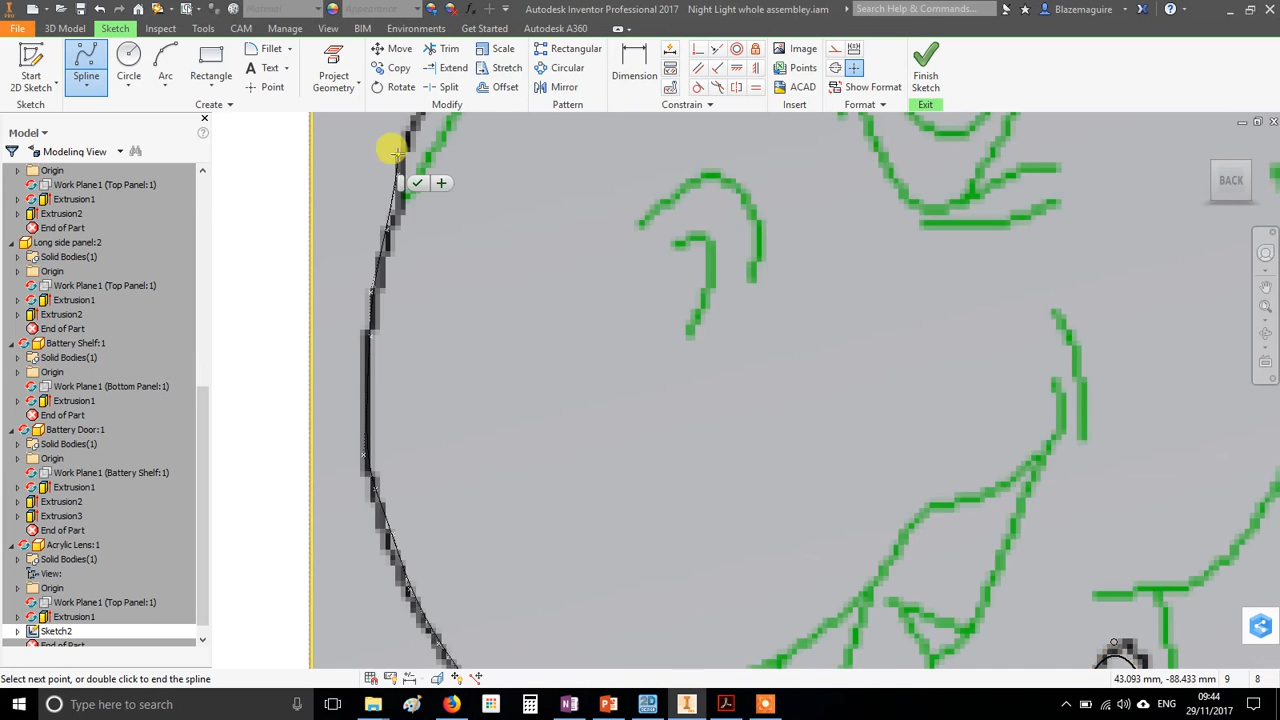 Material
Appearance
Autodesk Inventor Professional 2017   Night Light whole assembly.iam
Search Help & Commands...
Blazemaguire
File
3D Model
Sketch
Inspect
Tools
CAM
Manage
View
BIM
Environments
Get Started
Autodesk A360
Start
2D Sketch
Spline
Circle
Arc
Rectangle
Fillet
Text
Point
Project
Geometry
Move
Copy
Rotate
Trim
Extend
Split
Scale
Stretch
Offset
Rectangular
Circular
Mirror
Dimension
Image
Points
ACAD
Show Format
Finish
Sketch
Sketch
Create
Modify
Pattern
Constrain
Insert
Format
Exit
Model
Modeling View
Origin
Work Plane1 (Top Panel:1)
Extrusion1
Extrusion2
End of Part
Long side panel:2
Solid Bodies(1)
Origin
Work Plane1 (Top Panel:1)
Extrusion1
Extrusion2
End of Part
Battery Shelf:1
Solid Bodies(1)
Origin
Work Plane1 (Bottom Panel:1)
Extrusion1
End of Part
Battery Door:1
Solid Bodies(1)
Origin
Work Plane1 (Battery Shelf:1)
Extrusion1
Extrusion2
Extrusion3
End of Part
Acrylic Lens:1
Solid Bodies(1)
View:
Origin
Work Plane1 (Top Panel:1)
Extrusion1
Sketch2
End of Part
BACK
Select next point, or double click to end the spline
43.093 mm, -88.433 mm
9
8
Type here to search
ENG
09:44
29/11/2017